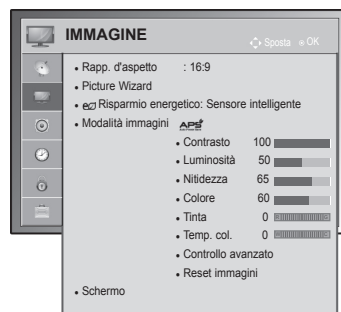 IMMAGINE
Sposta OK
• Rapp. d'aspetto : 16:9
• Picture Wizard
• Risparmio energetico: Sensore intelligente
• Modalità immagini APS
• Contrasto 100
• Luminosità 50
• Nitidezza 65
• Colore 60
• Tinta 0
• Temp. col. 0
• Controllo avanzato
• Reset immagini
• Schermo